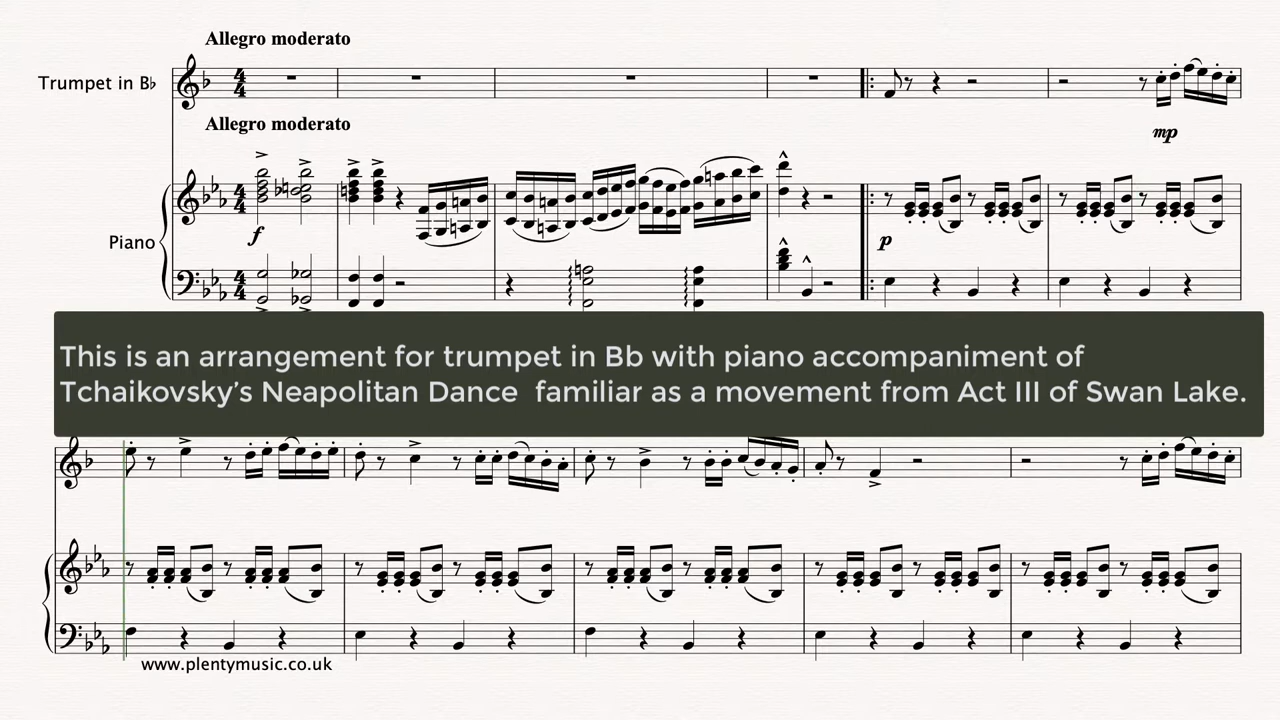 Allegro moderato
Trumpet in B♭
Allegro moderato
mp
f
p
Piano
This is an arrangement for trumpet in Bb with piano accompaniment of
Tchaikovsky’s Neapolitan Dance familiar as a movement from Act III of Swan Lake.
www.plentymusic.co.uk